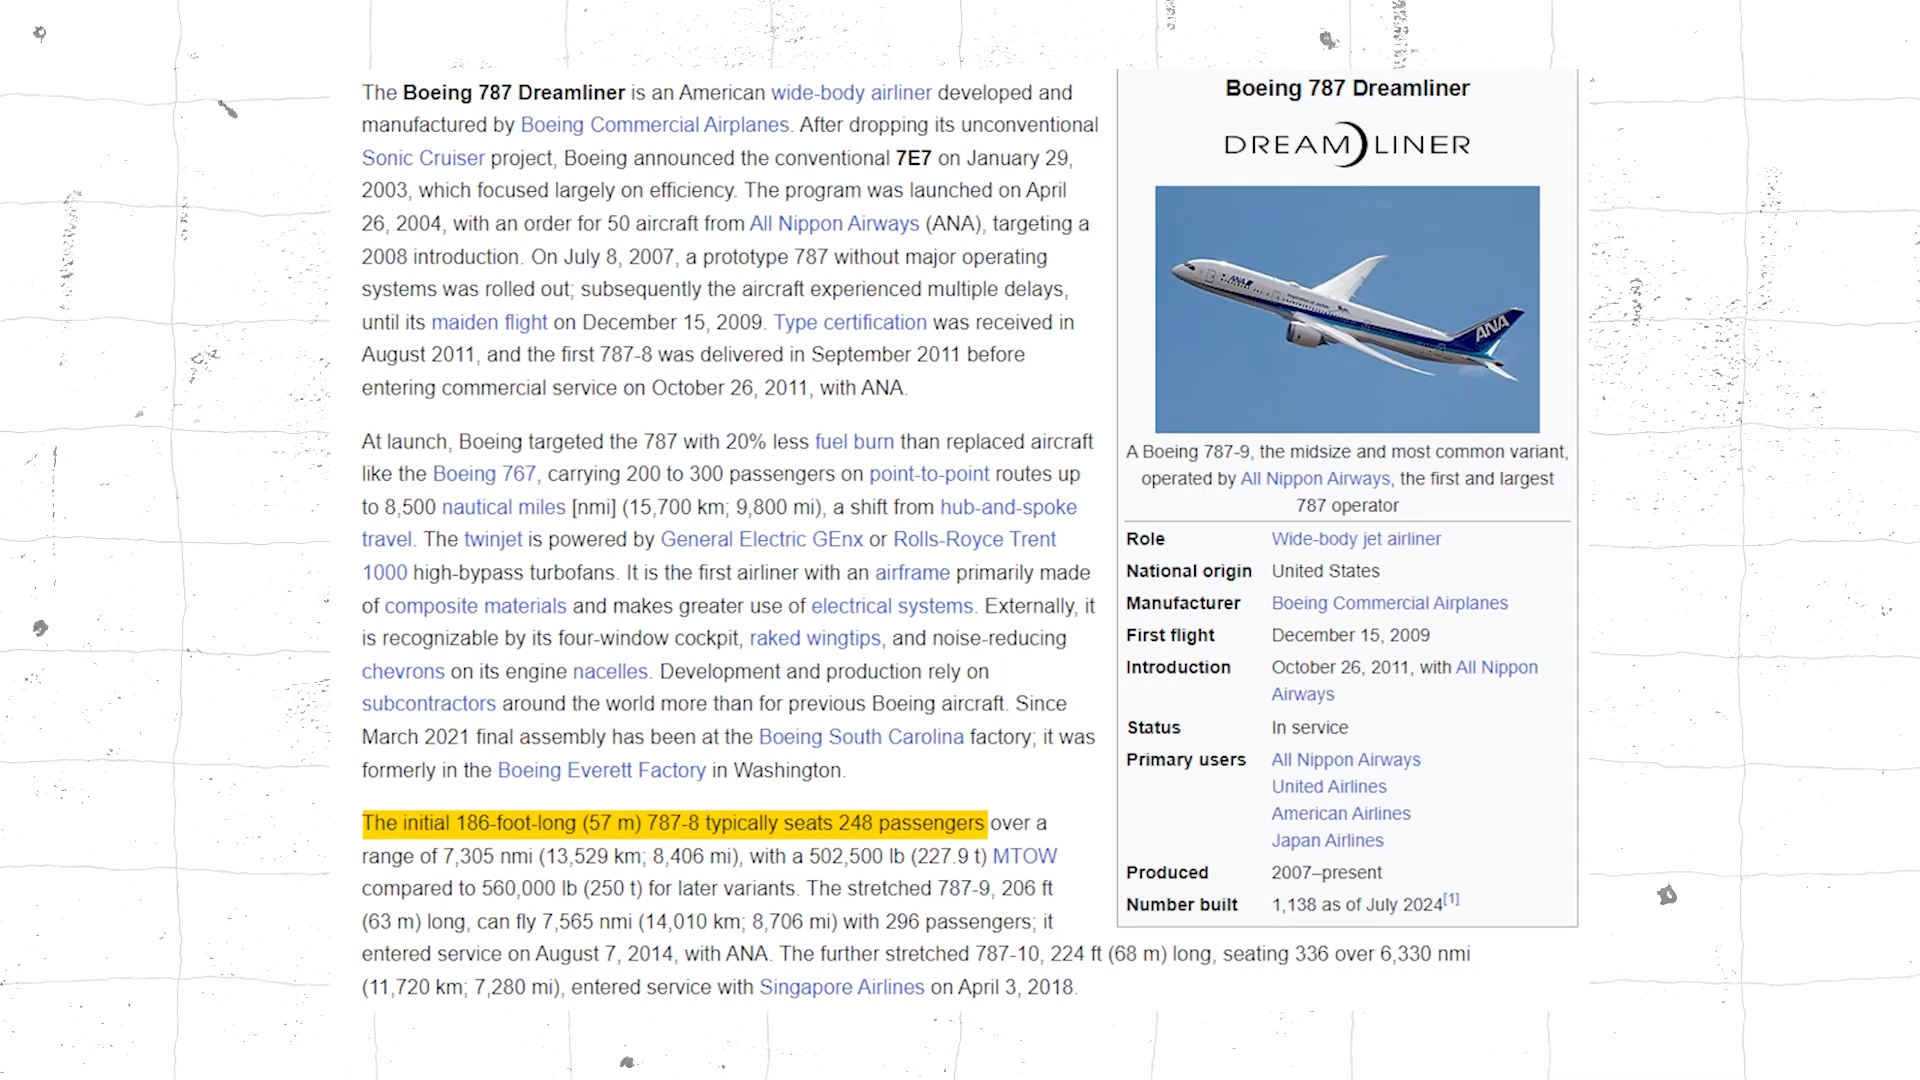 The Boeing 787 Dreamliner is an American wide-body airliner developed and
manufactured by Boeing Commercial Airplanes. After dropping its unconventional
Sonic Cruiser project, Boeing announced the conventional 7E7 on January 29,
2003, which focused largely on efficiency. The program was launched on April
26, 2004, with an order for 50 aircraft from All Nippon Airways (ANA), targeting a
2008 introduction. On July 8, 2007, a prototype 787 without major operating
systems was rolled out; subsequently the aircraft experienced multiple delays,
until its maiden flight on December 15, 2009. Type certification was received in
August 2011, and the first 787-8 was delivered in September 2011 before
entering commercial service on October 26, 2011, with ANA.
At launch, Boeing targeted the 787 with 20% less fuel burn than replaced aircraft
like the Boeing 767, carrying 200 to 300 passengers on point-to-point routes up
to 8,500 nautical miles [nmi] (15,700 km; 9,800 mi), a shift from hub-and-spoke
travel. The twinjet is powered by General Electric GEnx or Rolls-Royce Trent
1000 high-bypass turbofans. It is the first airliner with an airframe primarily made
of composite materials and makes greater use of electrical systems. Externally, it
is recognizable by its four-window cockpit, raked wingtips, and noise-reducing
chevrons on its engine nacelles. Development and production rely on
subcontractors around the world more than for previous Boeing aircraft. Since
March 2021 final assembly has been at the Boeing South Carolina factory; it was
formerly in the Boeing Everett Factory in Washington.
The initial 186-foot-long (57 m) 787-8 typically seats 248 passengers over a
range of 7,305 nmi (13,529 km; 8,406 mi), with a 502,500 lb (227.9 t) MTOW
compared to 560,000 lb (250 t) for later variants. The stretched 787-9, 206 ft
(63 m) long, can fly 7,565 nmi (14,010 km; 8,706 mi) with 296 passengers; it
entered service on August 7, 2014, with ANA. The further stretched 787-10, 224 ft (68 m) long, seating 336 over 6,330 nmi
(11,720 km; 7,280 mi), entered service with Singapore Airlines on April 3, 2018.
Boeing 787 Dreamliner
DREAMLINER
ANA
ANA
A Boeing 787-9, the midsize and most common variant,
operated by All Nippon Airways, the first and largest
787 operator
Role Wide-body jet airliner
National origin United States
Manufacturer Boeing Commercial Airplanes
First flight December 15, 2009
Introduction October 26, 2011, with All Nippon
Airways
Status In service
Primary users All Nippon Airways
United Airlines
American Airlines
Japan Airlines
Produced 2007–present
Number built 1,138 as of July 2024[1]